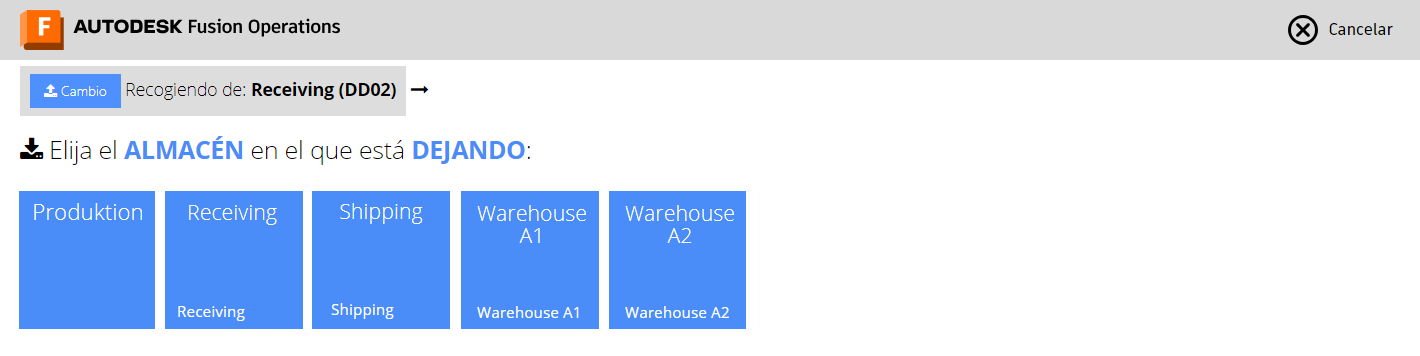 F AUTODESK Fusion Operations
Cancelar
Cambio Recogiendo de: Receiving (DD02)
Elija el ALMACÉN en el que está DEJANDO:
Produktion
Receiving
Receiving
Shipping
Shipping
Warehouse
A1
Warehouse A1
Warehouse
A2
Warehouse A2